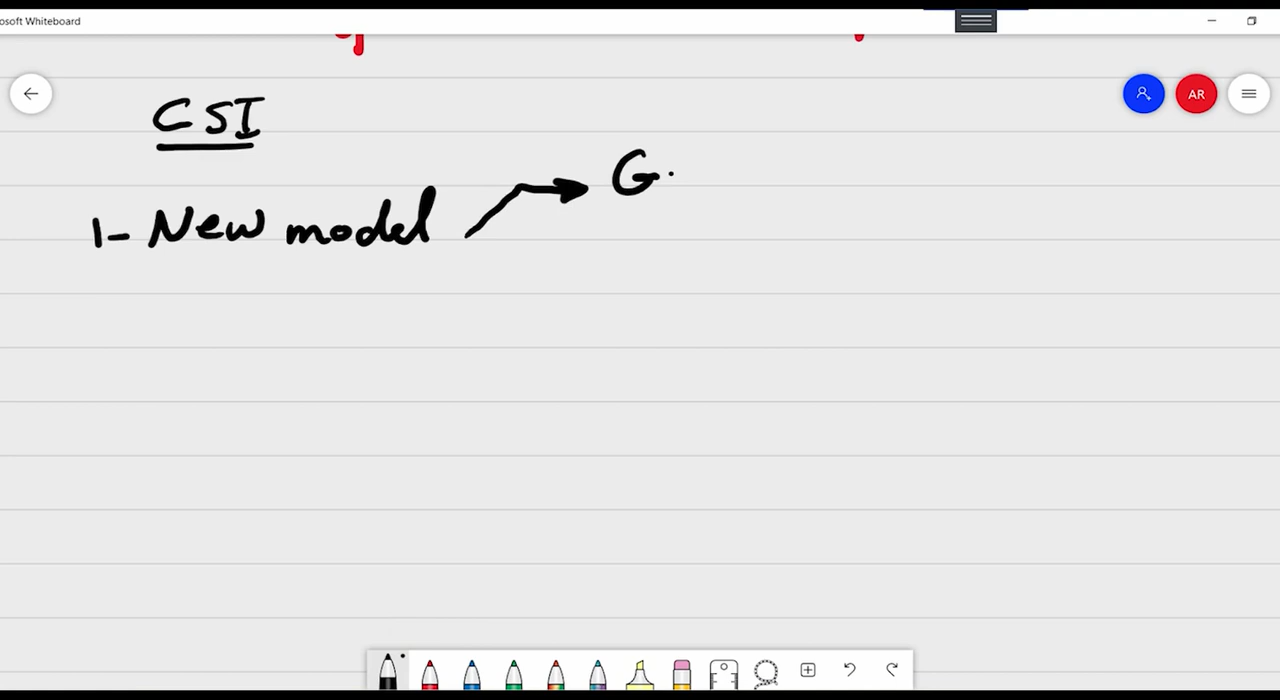 osoft Whiteboard
AR
CSI
1- New model → G.